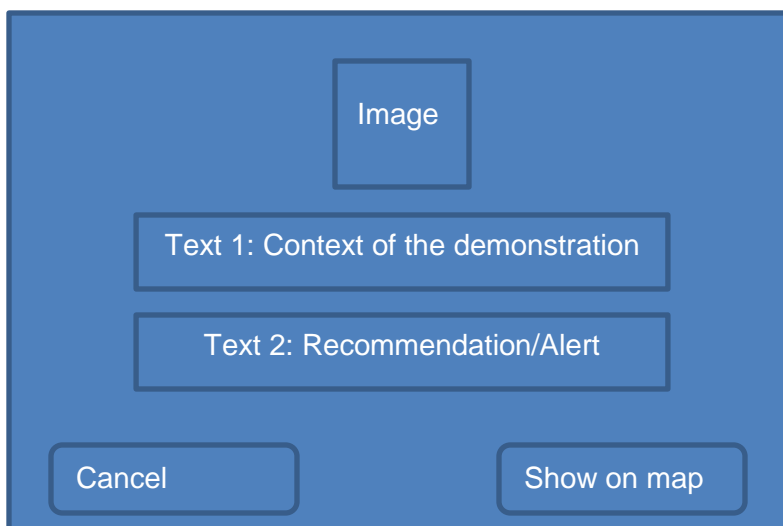 Image
Text 1: Context of the demonstration
Text 2: Recommendation/Alert
Cancel
Show on map